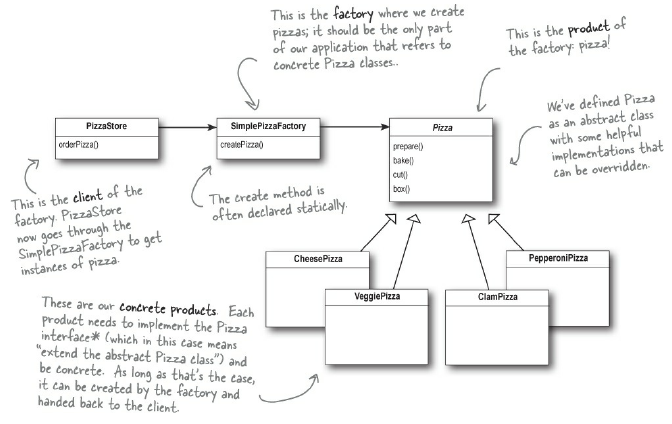 This is the factory where we create
pizzas; it should be the only part
of our application that refers to
concrete Pizza classes..
This is the product of
the factory: pizza!
PizzaStore
orderPizza()
SimplePizzaFactory
createPizza()
Pizza
prepare()
bake()
cut()
box()
We've defined Pizza
as an abstract class
with some helpful
implementations that
can be overridden.
This is the client of the
factory. PizzaStore
now goes through the
SimplePizzaFactory to get
instances of pizza.
The create method is
often declared statically.
CheesePizza
VeggiePizza
ClamPizza
PepperoniPizza
These are our concrete products. Each
product needs to implement the Pizza
interface* (which in this case means
"extend the abstract Pizza class") and
be concrete. As long as that's the case,
it can be created by the factory and
handed back to the client.